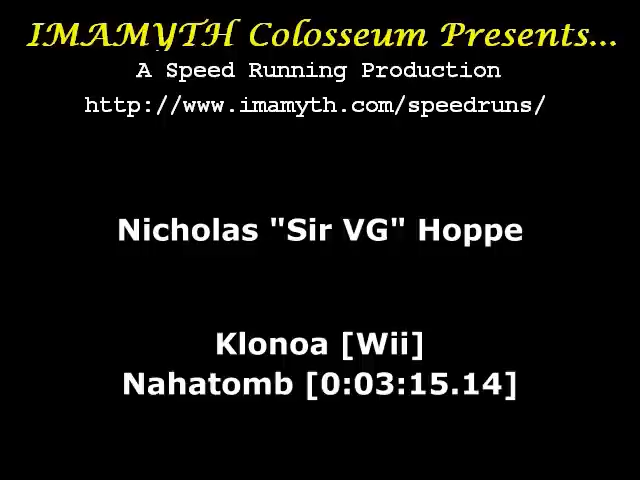 IMAMYTH Colosseum Presents...
A Speed Running Production
http://www.imamyth.com/speedruns/
Nicholas "Sir VG" Hoppe
Klonoa [Wii]
Nahatomb [0:03:15.14]